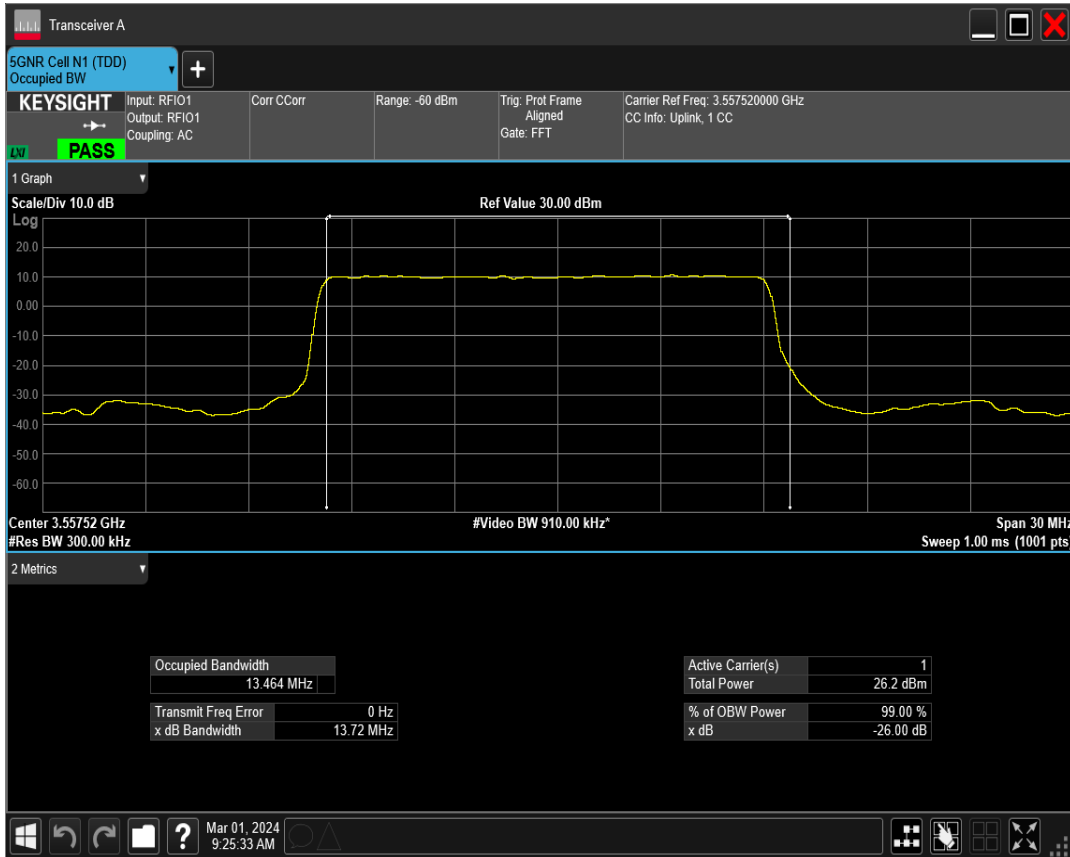 Transceiver A
5GNR Cell N1 (TDD)
Occupied BW
+
KEYSIGHT
LXI
PASS
Input: RFIO1
Output: RFIO1
Coupling: AC
Corr CCorr
Range: -60 dBm
Trig: Prot Frame
Aligned
Gate: FFT
Carrier Ref Freq: 3.557520000 GHz
CC Info: Uplink, 1 CC
1 Graph
Scale/Div 10.0 dB
Ref Value 30.00 dBm
Log
20.0
10.0
0.00
-10.0
-20.0
-30.0
-40.0
-50.0
-60.0
Center 3.55752 GHz
#Video BW 910.00 kHz*
Span 30 MHz
#Res BW 300.00 kHz
Sweep 1.00 ms (1001 pts)
2 Metrics
Occupied Bandwidth
13.464 MHz
Transmit Freq Error 0 Hz
x dB Bandwidth 13.72 MHz
Active Carrier(s) 1
Total Power 26.2 dBm
% of OBW Power 99.00 %
x dB -26.00 dB
?
Mar 01, 2024
9:25:33 AM